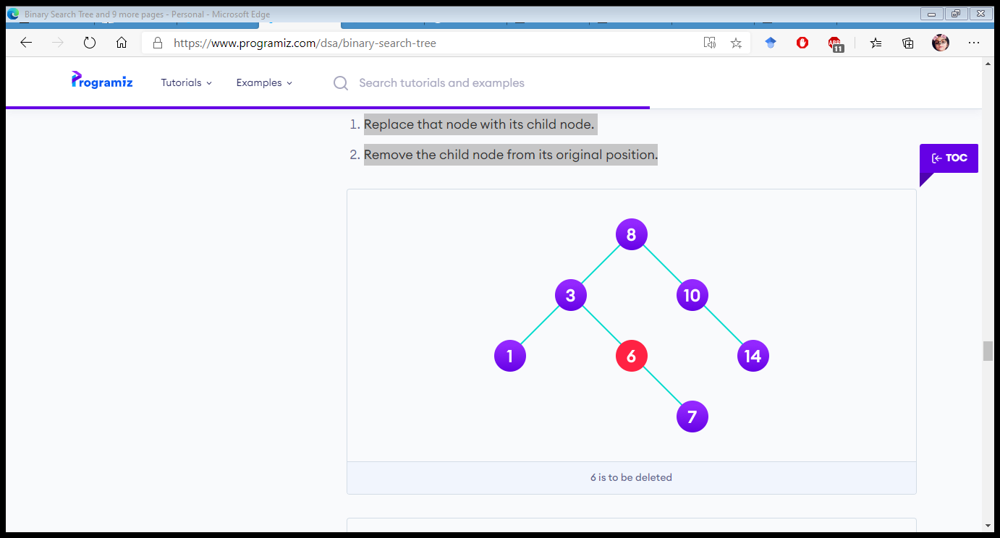 Binary Search Tree and 9 more pages - Personal - Microsoft Edge
https://www.programiz.com/dsa/binary-search-tree
11
Programiz
Tutorials
Examples
Search tutorials and examples
1. Replace that node with its child node.
2. Remove the child node from its original position.
TOC
8
3
10
1
6
14
7
6 is to be deleted